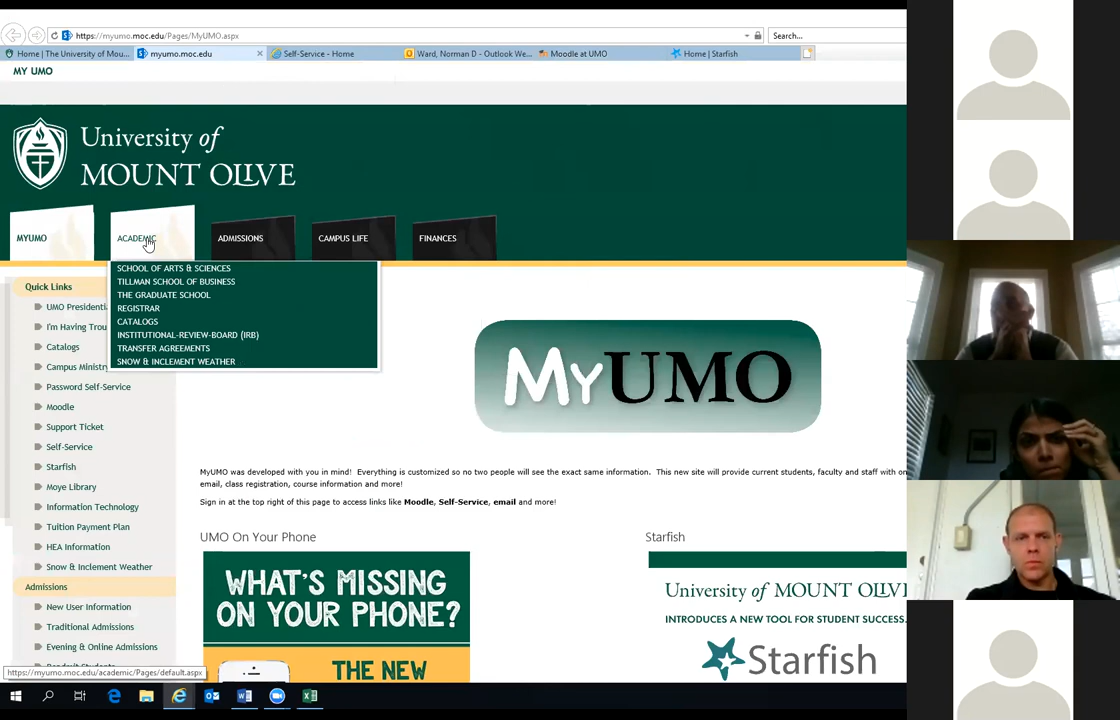 https://myumo.moc.edu/Pages/MyUMO.aspx
Search...
Home | The University of Mou...
myumo.moc.edu
Self-Service - Home
Ward, Norman D - Outlook We...
Moodle at UMO
Home | Starfish
MY UMO
University of
MOUNT OLIVE
MYUMO
ACADEMIC
ADMISSIONS
CAMPUS LIFE
FINANCES
SCHOOL OF ARTS & SCIENCES
TILLMAN SCHOOL OF BUSINESS
THE GRADUATE SCHOOL
REGISTRAR
CATALOGS
INSTITUTIONAL-REVIEW-BOARD (IRB)
TRANSFER AGREEMENTS
SNOW & INCLEMENT WEATHER
Quick Links
UMO Presidenti
I'm Having Trou
Catalogs
Campus Ministry
Password Self-Service
Moodle
Support Ticket
Self-Service
Starfish
Moye Library
Information Technology
Tuition Payment Plan
HEA Information
Snow & Inclement Weather
Admissions
New User Information
Traditional Admissions
Evening & Online Admissions
Readmit Students
MyUMO
MyUMO was developed with you in mind! Everything is customized so no two people will see the exact same information. This new site will provide current students, faculty and staff with on
email, class registration, course information and more!
Sign in at the top right of this page to access links like Moodle, Self-Service, email and more!
UMO On Your Phone
WHAT'S MISSING
ON YOUR PHONE?
THE NEW
Starfish
University of MOUNT OLIVE
INTRODUCES A NEW TOOL FOR STUDENT SUCCESS.
Starfish
https://myumo.moc.edu/academic/Pages/default.aspx